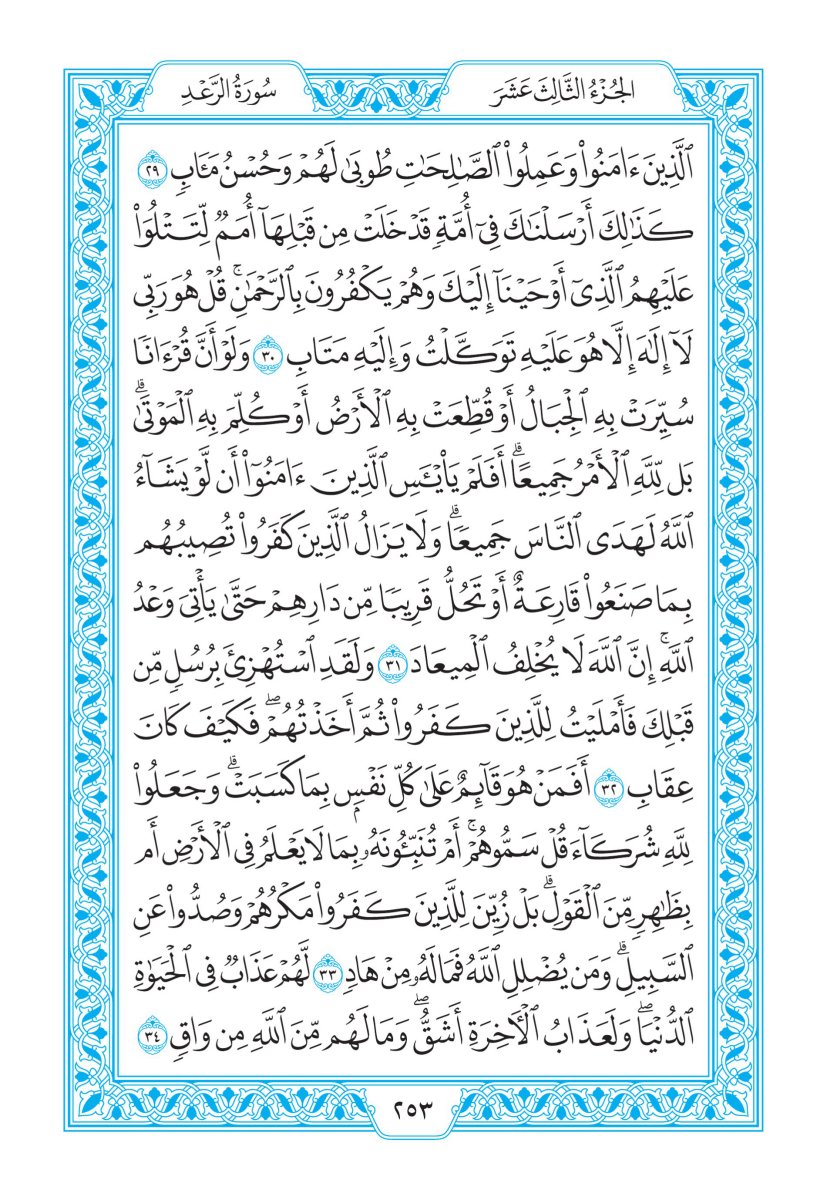 الجُزْءُ الثَّالِثَ عَشَرَ
سُورَةُ الرَّعْدِ
ٱلَّذِينَ ءَامَنُوا۟ وَعَمِلُوا۟ ٱلصَّـٰلِحَـٰتِ طُوبَىٰ لَهُمْ وَحُسْنُ مَـَٔابٍ ٢٩
كَذَٰلِكَ أَرْسَلْنَـٰكَ فِىٓ أُمَّةٍ قَدْ خَلَتْ مِن قَبْلِهَآ أُمَمٌ لِّتَتْلُوَا۟
عَلَيْهِمُ ٱلَّذِىٓ أَوْحَيْنَآ إِلَيْكَ وَهُمْ يَكْفُرُونَ بِٱلرَّحْمَـٰنِ ۚ قُلْ هُوَ رَبِّى
لَآ إِلَـٰهَ إِلَّا هُوَ عَلَيْهِ تَوَكَّلْتُ وَإِلَيْهِ مَتَابِ ٣٠ وَلَوْ أَنَّ قُرْءَانًا
سُيِّرَتْ بِهِ ٱلْجِبَالُ أَوْ قُطِّعَتْ بِهِ ٱلْأَرْضُ أَوْ كُلِّمَ بِهِ ٱلْمَوْتَىٰ ۗ
بَل لِّلَّهِ ٱلْأَمْرُ جَمِيعًا ۗ أَفَلَمْ يَا۟يْـَٔسِ ٱلَّذِينَ ءَامَنُوٓا۟ أَن لَّوْ يَشَآءُ
ٱللَّهُ لَهَدَى ٱلنَّاسَ جَمِيعًا ۗ وَلَا يَزَالُ ٱلَّذِينَ كَفَرُوا۟ تُصِيبُهُم
بِمَا صَنَعُوا۟ قَارِعَةٌ أَوْ تَحُلُّ قَرِيبًا مِّن دَارِهِمْ حَتَّىٰ يَأْتِىَ وَعْدُ
ٱللَّهِ ۚ إِنَّ ٱللَّهَ لَا يُخْلِفُ ٱلْمِيعَادَ ٣١ وَلَقَدِ ٱسْتُهْزِئَ بِرُسُلٍ مِّن
قَبْلِكَ فَأَمْلَيْتُ لِلَّذِينَ كَفَرُوا۟ ثُمَّ أَخَذْتُهُمْ ۖ فَكَيْفَ كَانَ
عِقَابِ ٣٢ أَفَمَنْ هُوَ قَآئِمٌ عَلَىٰ كُلِّ نَفْسٍۭ بِمَا كَسَبَتْ ۗ وَجَعَلُوا۟
لِلَّهِ شُرَكَآءَ قُلْ سَمُّوهُمْ ۚ أَمْ تُنَبِّـُٔونَهُۥ بِمَا لَا يَعْلَمُ فِى ٱلْأَرْضِ أَم
بِظَـٰهِرٍ مِّنَ ٱلْقَوْلِ ۗ بَلْ زُيِّنَ لِلَّذِينَ كَفَرُوا۟ مَكْرُهُمْ وَصُدُّوا۟ عَنِ
ٱلسَّبِيلِ ۗ وَمَن يُضْلِلِ ٱللَّهُ فَمَا لَهُۥ مِنْ هَادٍ ٣٣ لَّهُمْ عَذَابٌ فِى ٱلْحَيَوٰةِ
ٱلدُّنْيَا ۖ وَلَعَذَابُ ٱلْـَٔاخِرَةِ أَشَقُّ ۖ وَمَا لَهُم مِّنَ ٱللَّهِ مِن وَاقٍ ٣٤
٢٥٣